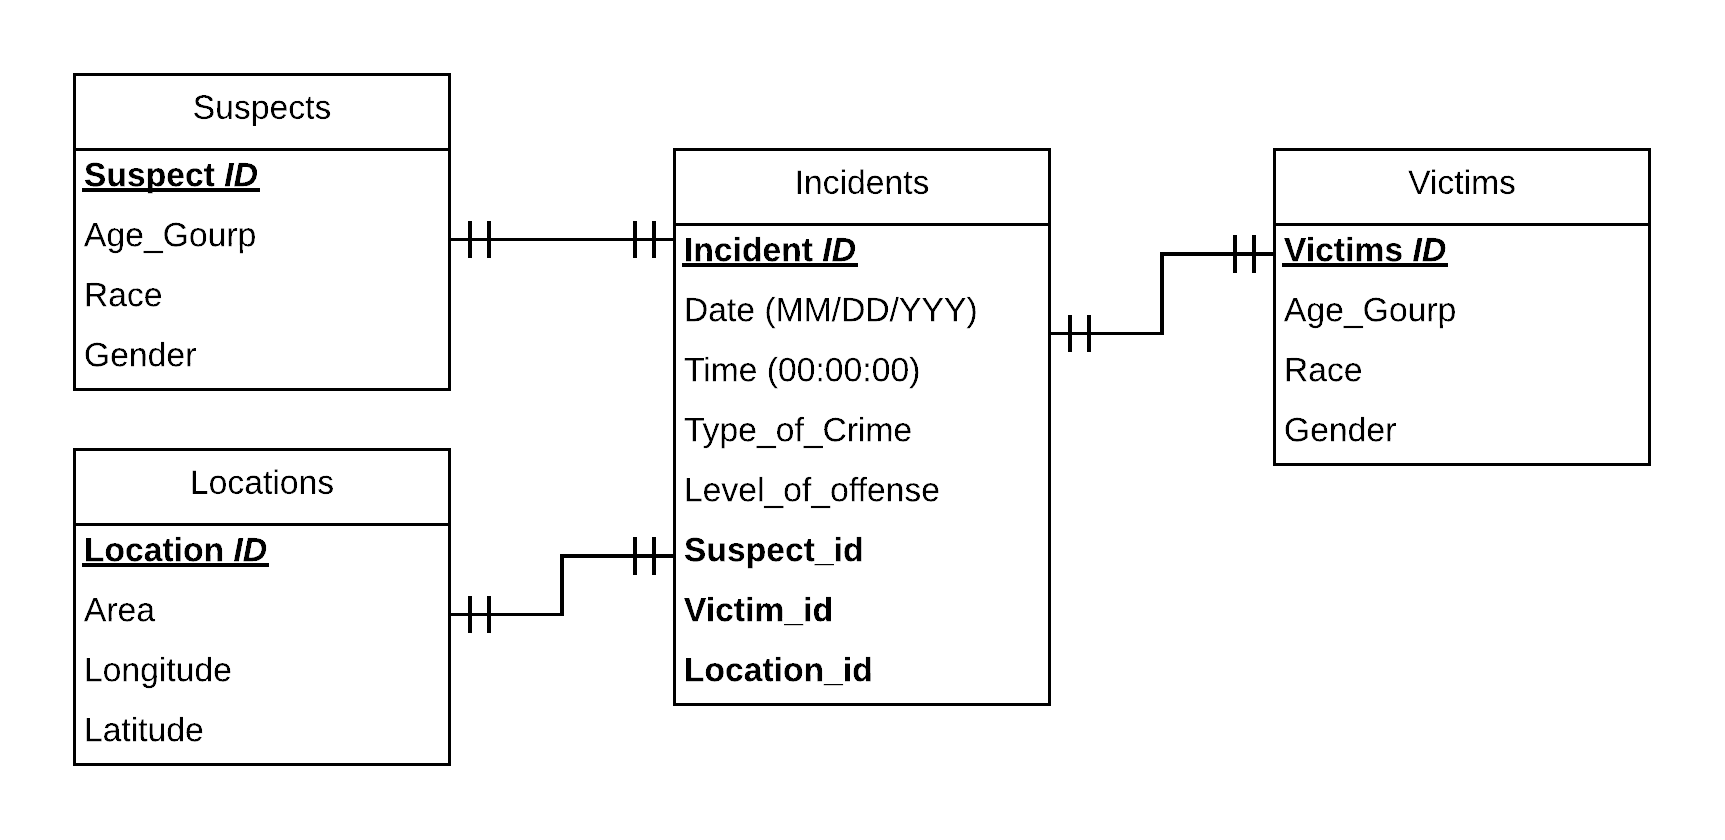 Suspects
Suspect ID
Age_Gourp
Race
Gender
Locations
Location ID
Area
Longitude
Latitude
Incidents
Incident ID
Date (MM/DD/YYY)
Time (00:00:00)
Type_of_Crime
Level_of_offense
Suspect_id
Victim_id
Location_id
Victims
Victims ID
Age_Gourp
Race
Gender